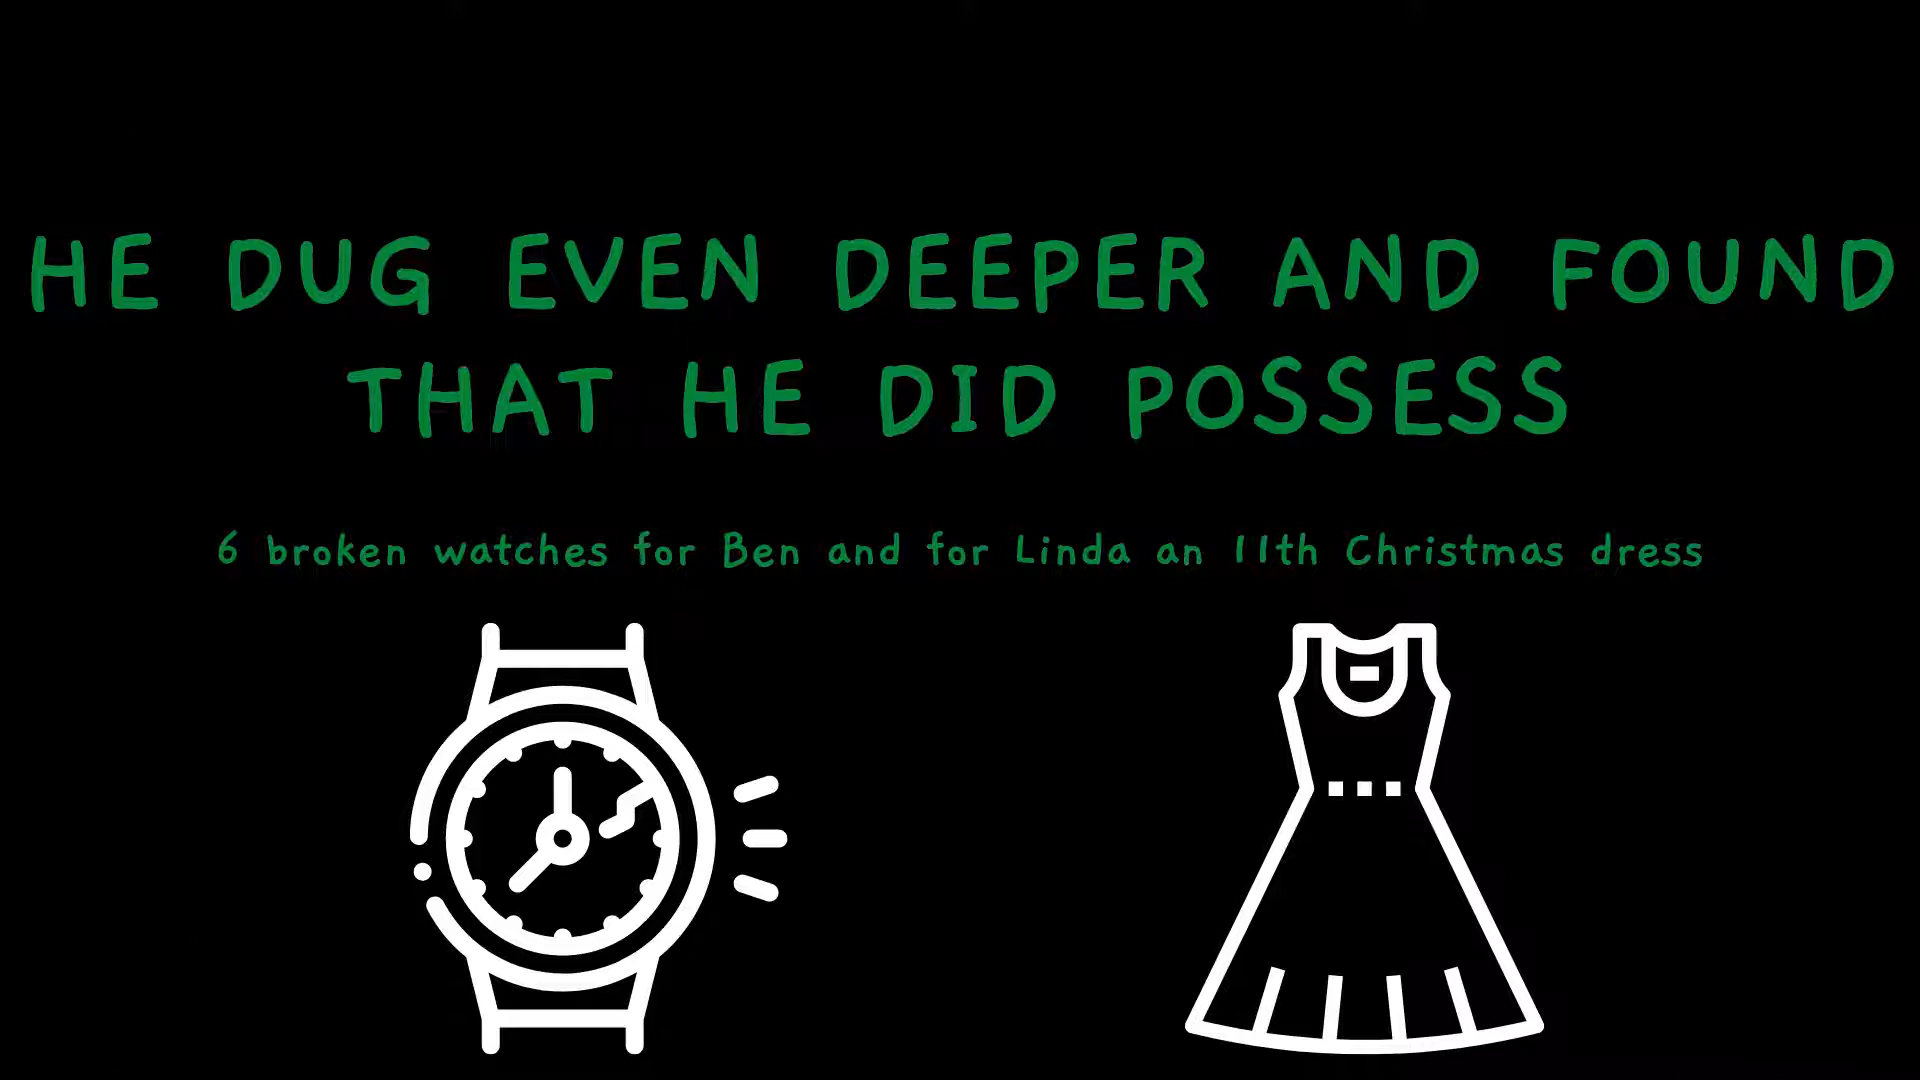 HE DUG EVEN DEEPER AND FOUND
THAT HE DID POSSESS
6 broken watches for Ben and for Linda an 11th Christmas dress